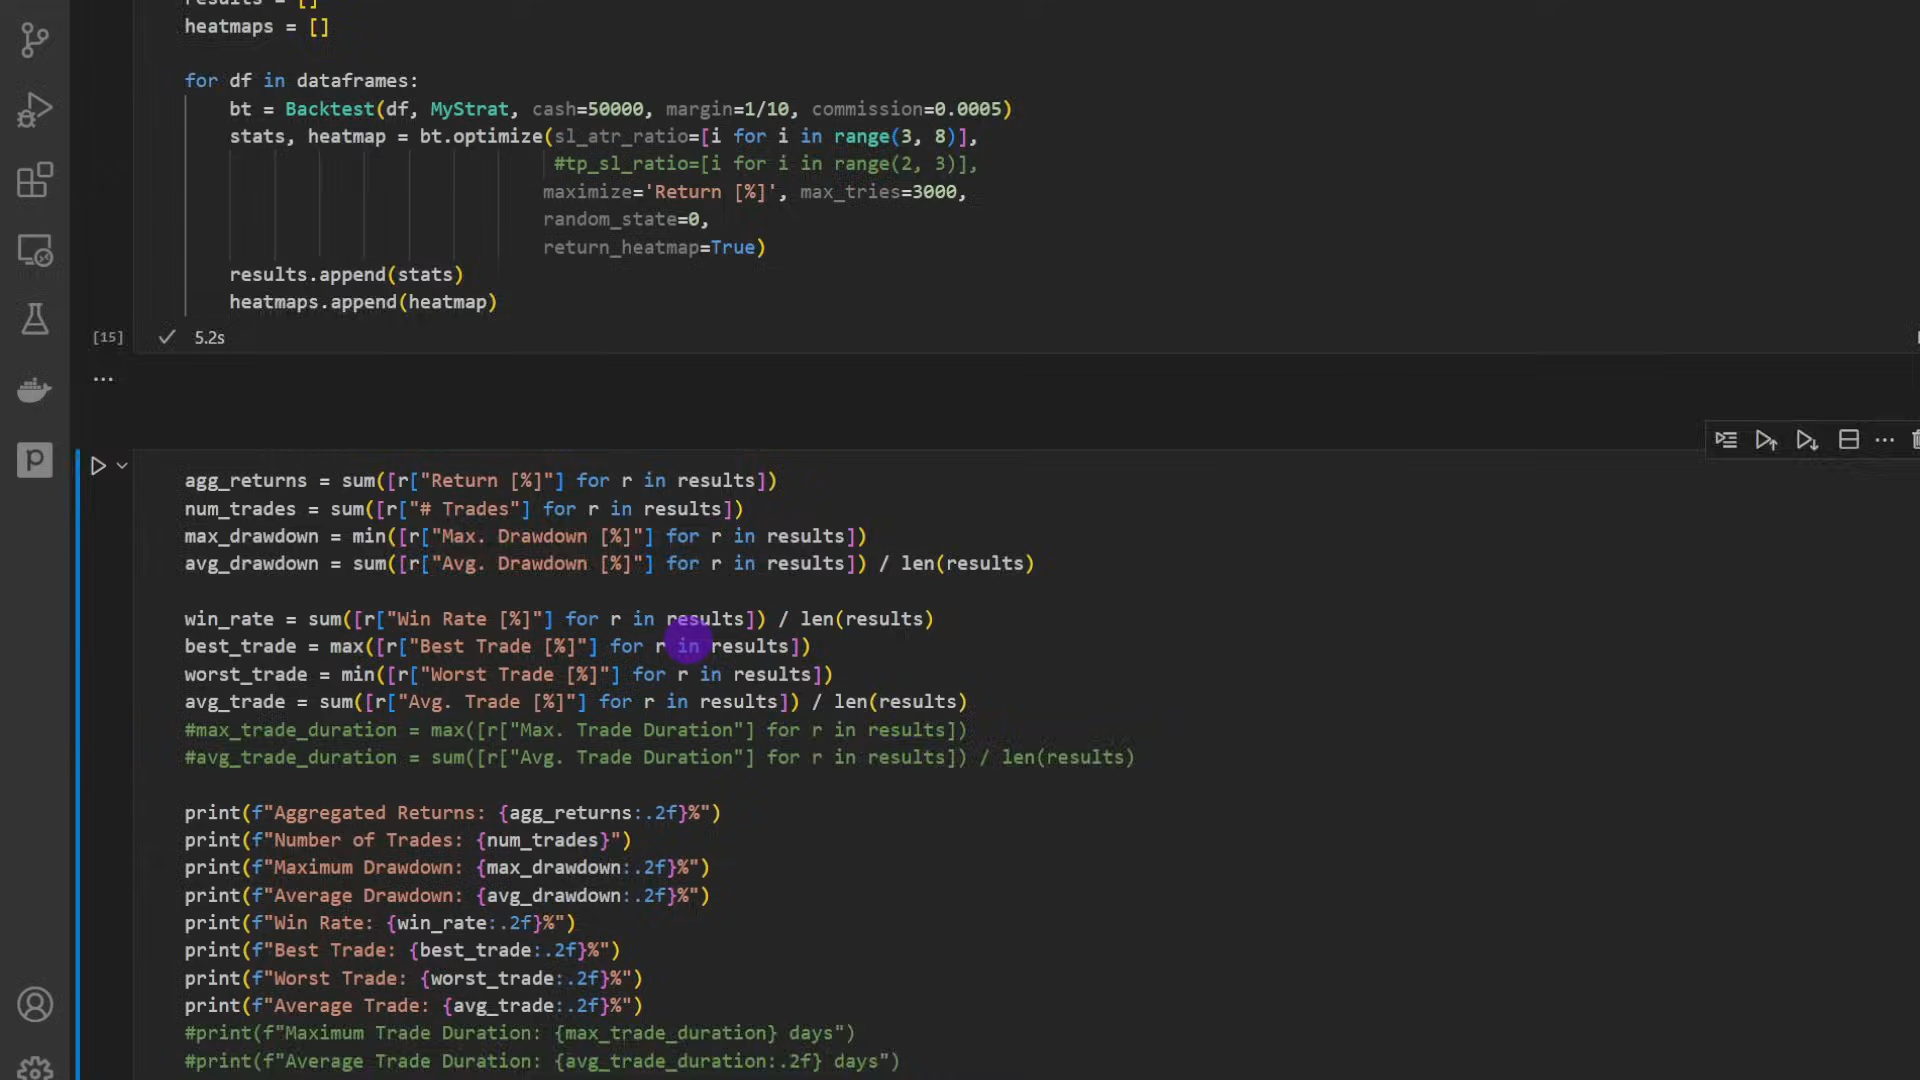 results = []
heatmaps = []
for df in dataframes:
    bt = Backtest(df, MyStrat, cash=50000, margin=1/10, commission=0.0005)
    stats, heatmap = bt.optimize(sl_atr_ratio=[i for i in range(3, 8)],
                                 #tp_sl_ratio=[i for i in range(2, 3)],
                                maximize='Return [%]', max_tries=3000,
                                random_state=0,
                                return_heatmap=True)
    results.append(stats)
    heatmaps.append(heatmap)
[15] ✓ 5.2s
...
agg_returns = sum([r["Return [%]"] for r in results])
num_trades = sum([r["# Trades"] for r in results])
max_drawdown = min([r["Max. Drawdown [%]"] for r in results])
avg_drawdown = sum([r["Avg. Drawdown [%]"] for r in results]) / len(results)
win_rate = sum([r["Win Rate [%]"] for r in results]) / len(results)
best_trade = max([r["Best Trade [%]"] for r in results])
worst_trade = min([r["Worst Trade [%]"] for r in results])
avg_trade = sum([r["Avg. Trade [%]"] for r in results]) / len(results)
#max_trade_duration = max([r["Max. Trade Duration"] for r in results])
#avg_trade_duration = sum([r["Avg. Trade Duration"] for r in results]) / len(results)
print(f"Aggregated Returns: {agg_returns:.2f}%")
print(f"Number of Trades: {num_trades}")
print(f"Maximum Drawdown: {max_drawdown:.2f}%")
print(f"Average Drawdown: {avg_drawdown:.2f}%")
print(f"Win Rate: {win_rate:.2f}%")
print(f"Best Trade: {best_trade:.2f}%")
print(f"Worst Trade: {worst_trade:.2f}%")
print(f"Average Trade: {avg_trade:.2f}%")
#print(f"Maximum Trade Duration: {max_trade_duration} days")
#print(f"Average Trade Duration: {avg_trade_duration:.2f} days")